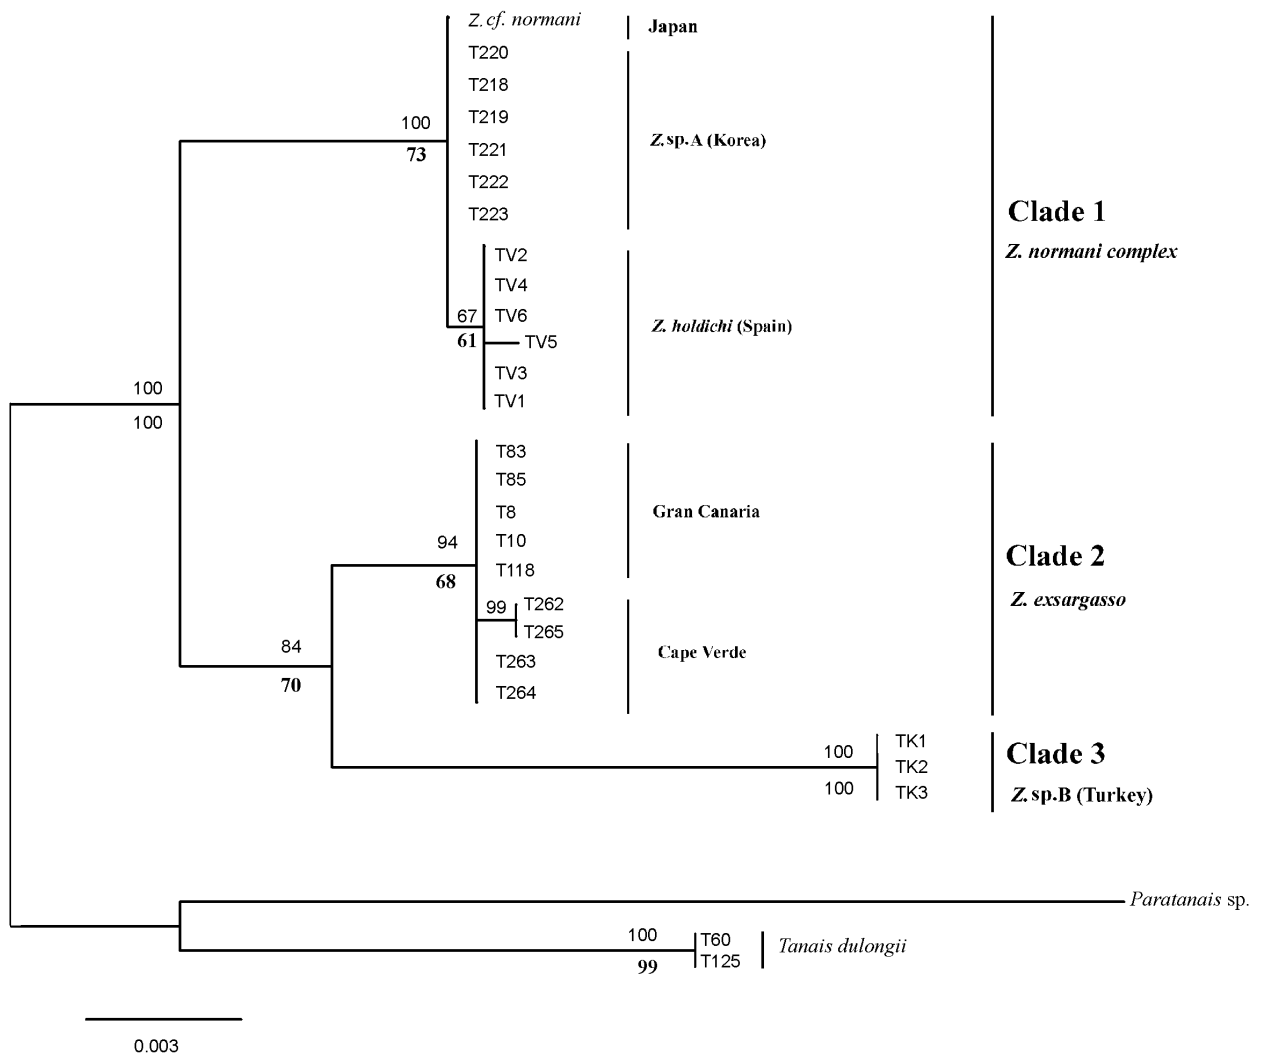 Z. cf. normani
Japan
T220
T218
T219
100
73
T221
Z. sp.A (Korea)
T222
T223
Clade 1
Z. normani complex
TV2
TV4
67
61
TV6
Z. holdichi (Spain)
TV5
TV3
TV1
100
100
T83
T85
T8
Gran Canaria
T10
94
68
T118
Clade 2
Z. exsargasso
99
T262
T265
84
70
T263
Cape Verde
T264
TK1
100
TK2
100
TK3
Clade 3
Z. sp.B (Turkey)
Paratanais sp.
100
99
T60
T125
Tanais dulongii
0.003